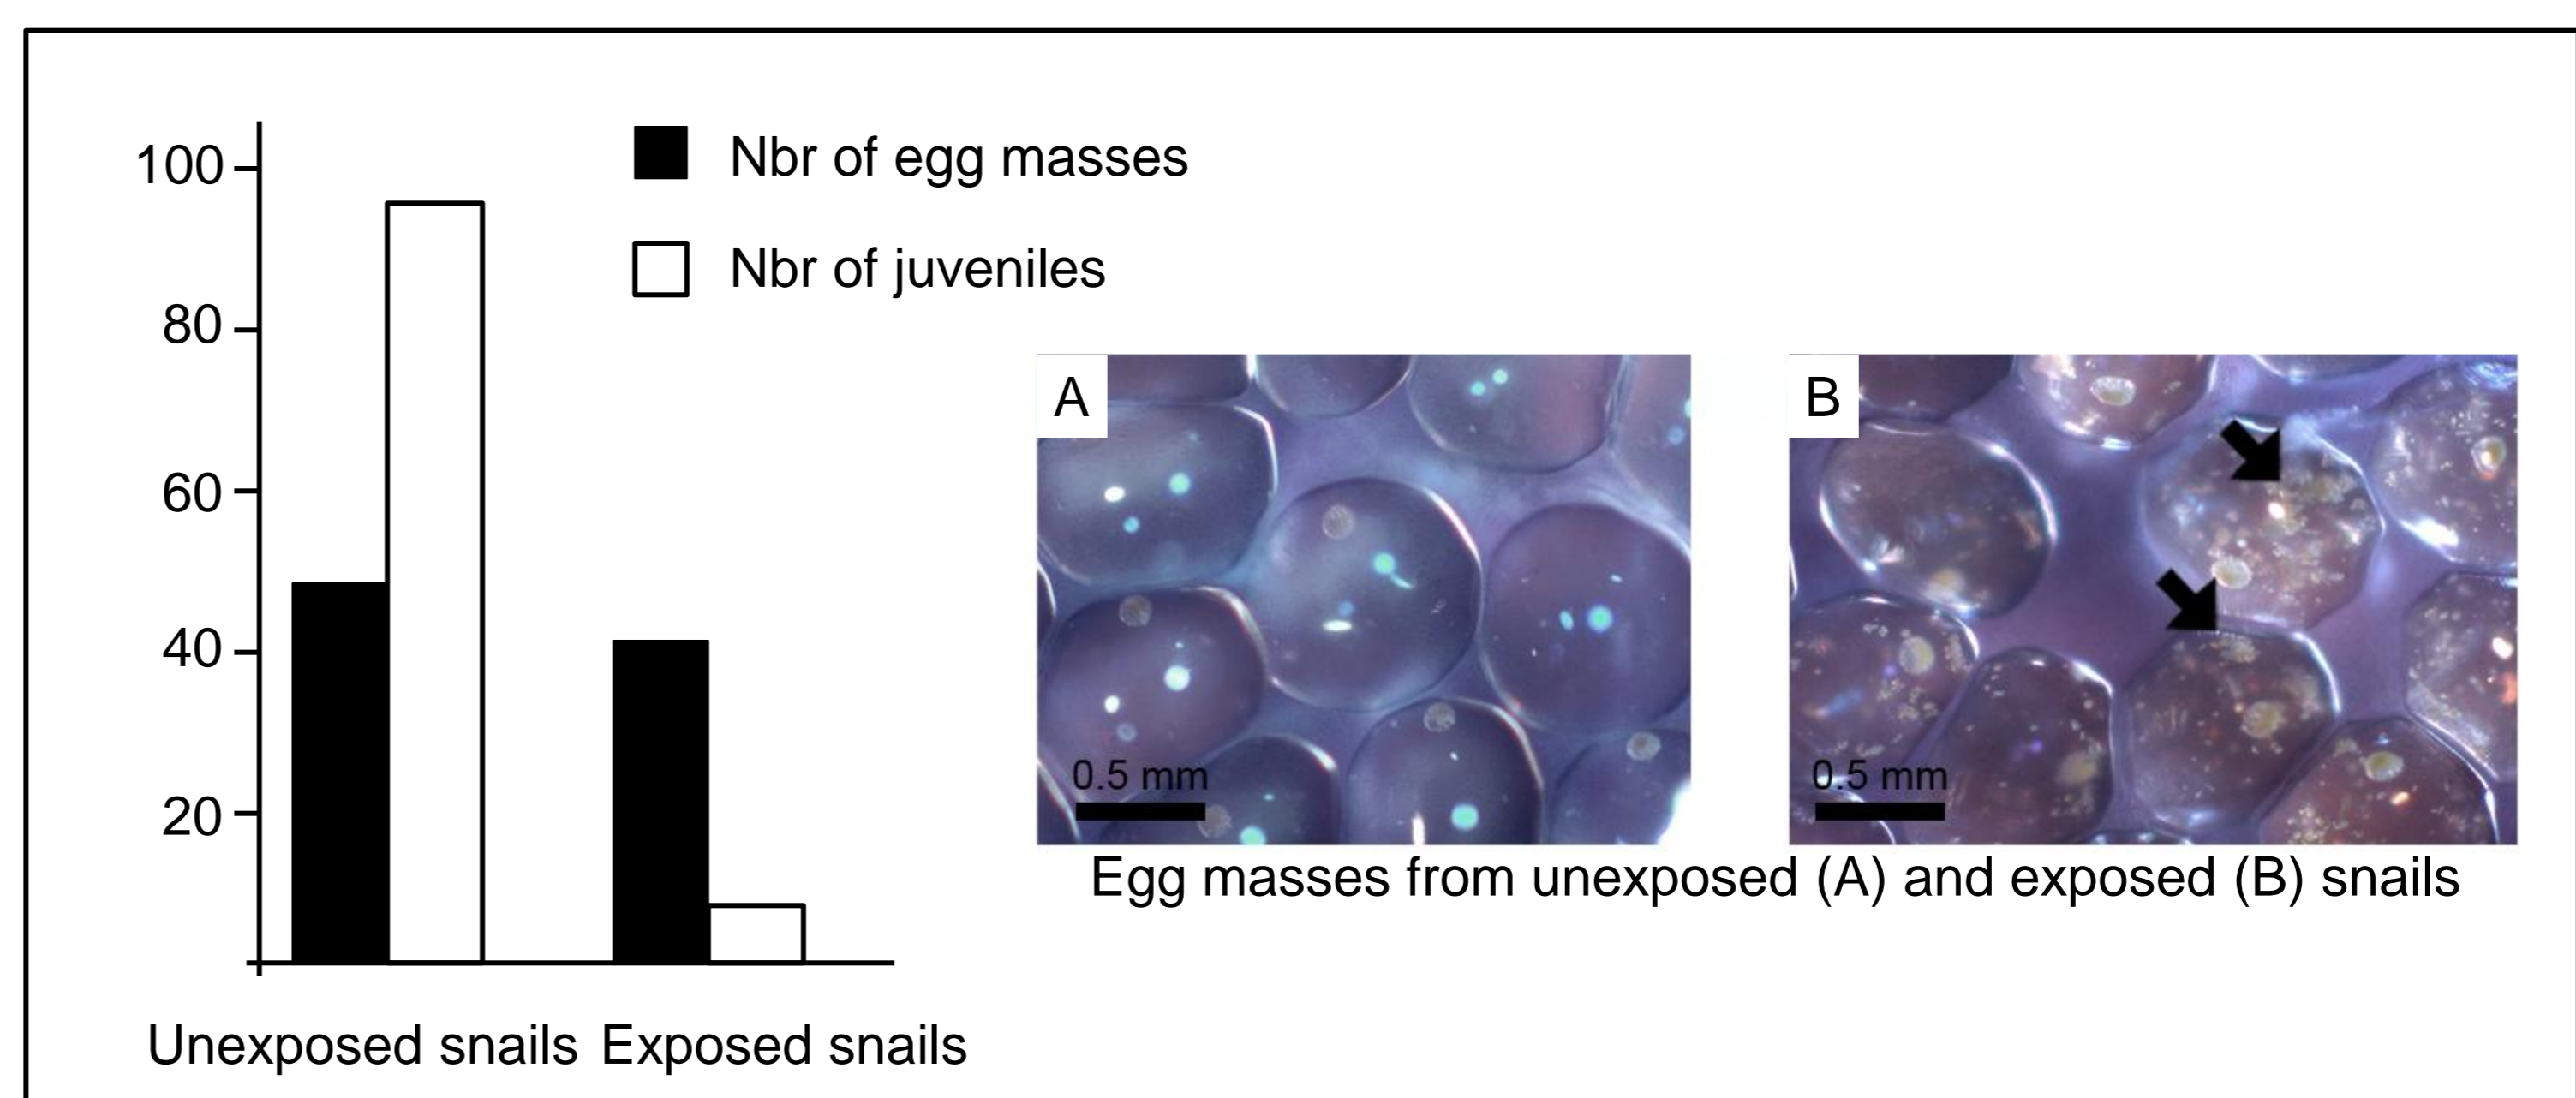 100
80
60
40
20
Nbr of egg masses
Nbr of juveniles
Unexposed snails Exposed snails
A
B
0.5 mm
0.5 mm
Egg masses from unexposed (A) and exposed (B) snails